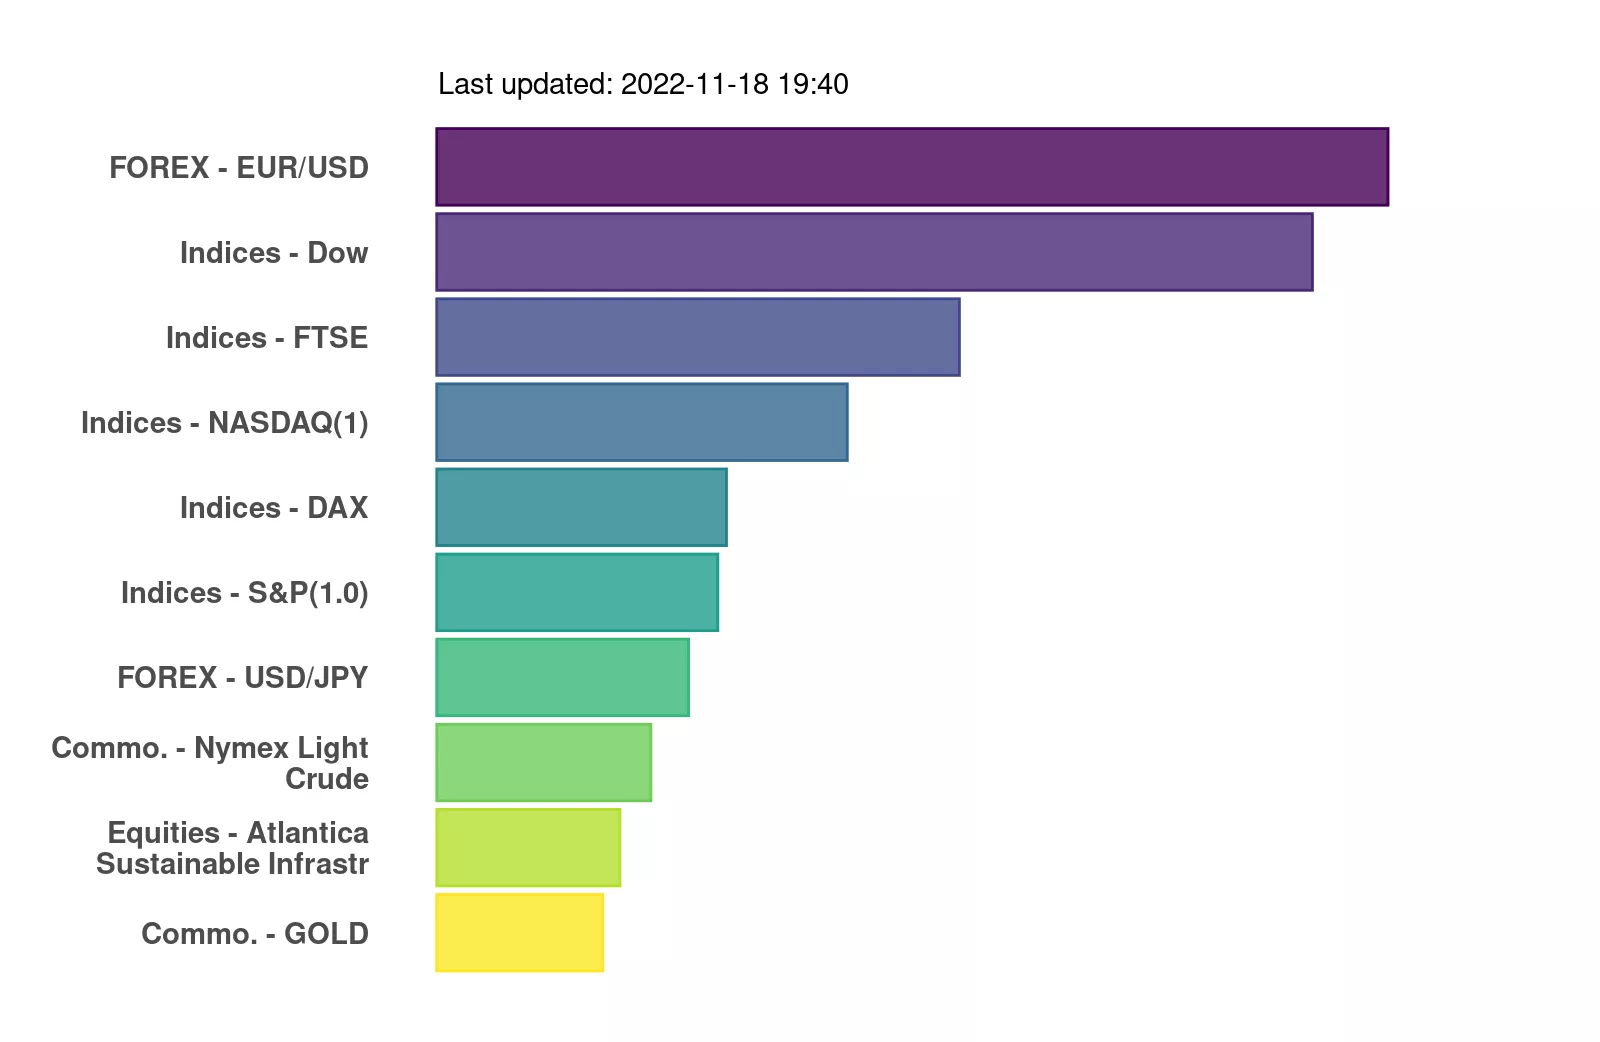 Last updated: 2022-11-18 19:40
FOREX - EUR/USD
Indices - Dow
Indices - FTSE
Indices - NASDAQ(1)
Indices - DAX
Indices - S&P(1.0)
FOREX - USD/JPY
Commo. - Nymex Light
Crude
Equities - Atlantica
Sustainable Infrastr
Commo. - GOLD